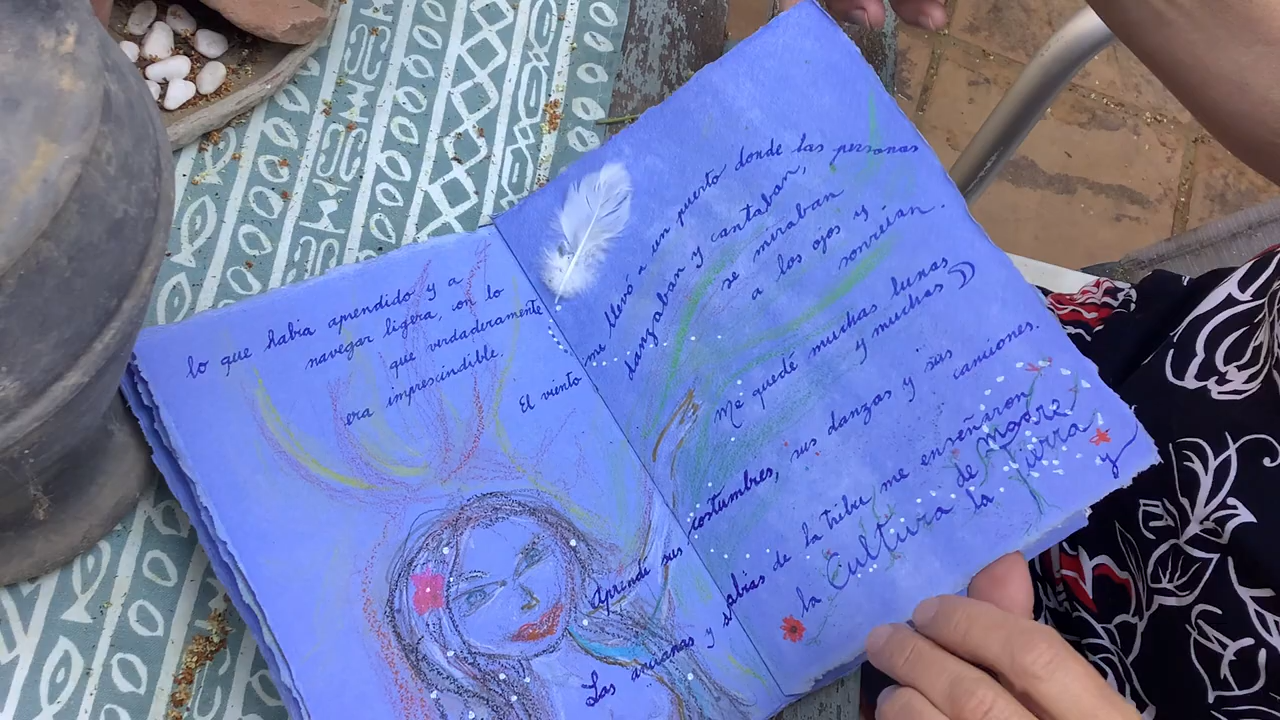 lo que había aprendido y a
navegar ligera, con lo
que verdaderamente
era imprescindible.
El viento me llevó a un puerto donde las personas
danzaban y cantaban,
se miraban
a los ojos y
sonreían.
Me quedé muchas lunas
y muchas
Aprendí sus costumbres, sus danzas y sus
canciones.
Las ancianas y sabias de la tribu me enseñaron
la Cultura de Madre
la Tierra
y